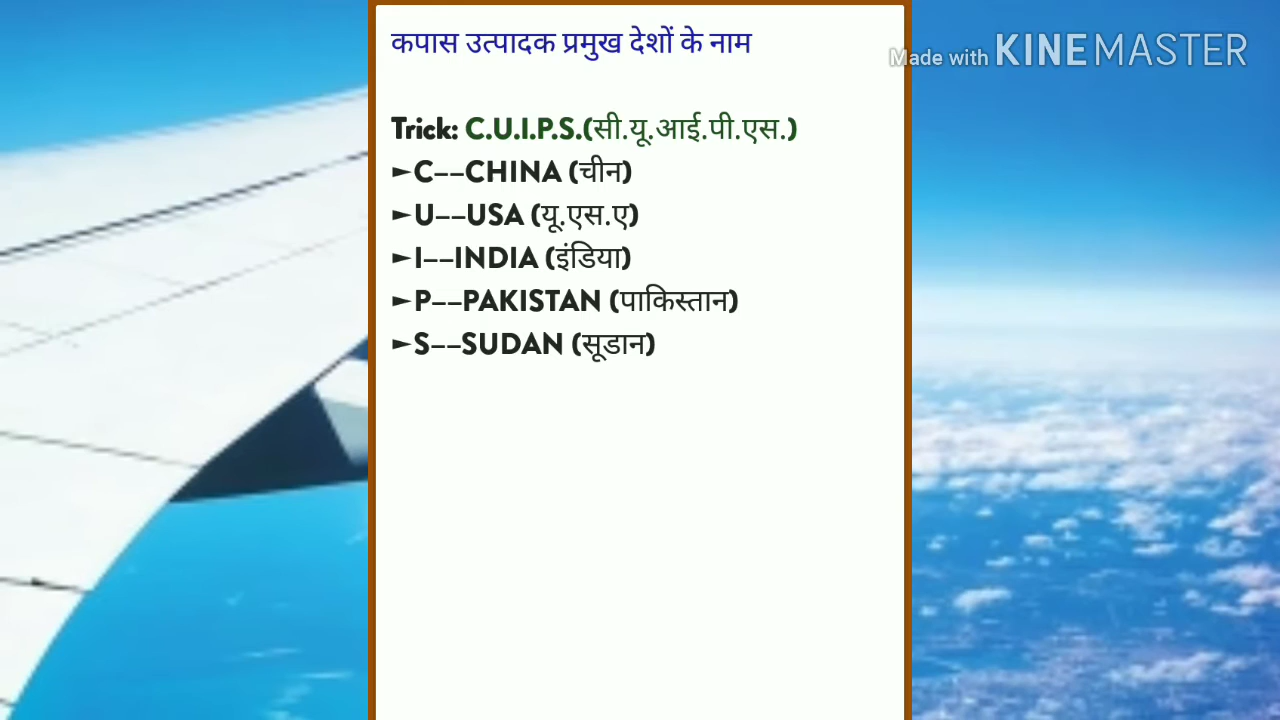 कपास उत्पादक प्रमुख देशों के नाम
Made with KINEMASTER
Trick: C.U.I.P.S.(सी.यू.आई.पी.एस.)
►C––CHINA (चीन)
►U––USA (यू.एस.ए)
►I––INDIA (इंडिया)
►P––PAKISTAN (पाकिस्तान)
►S––SUDAN (सूडान)